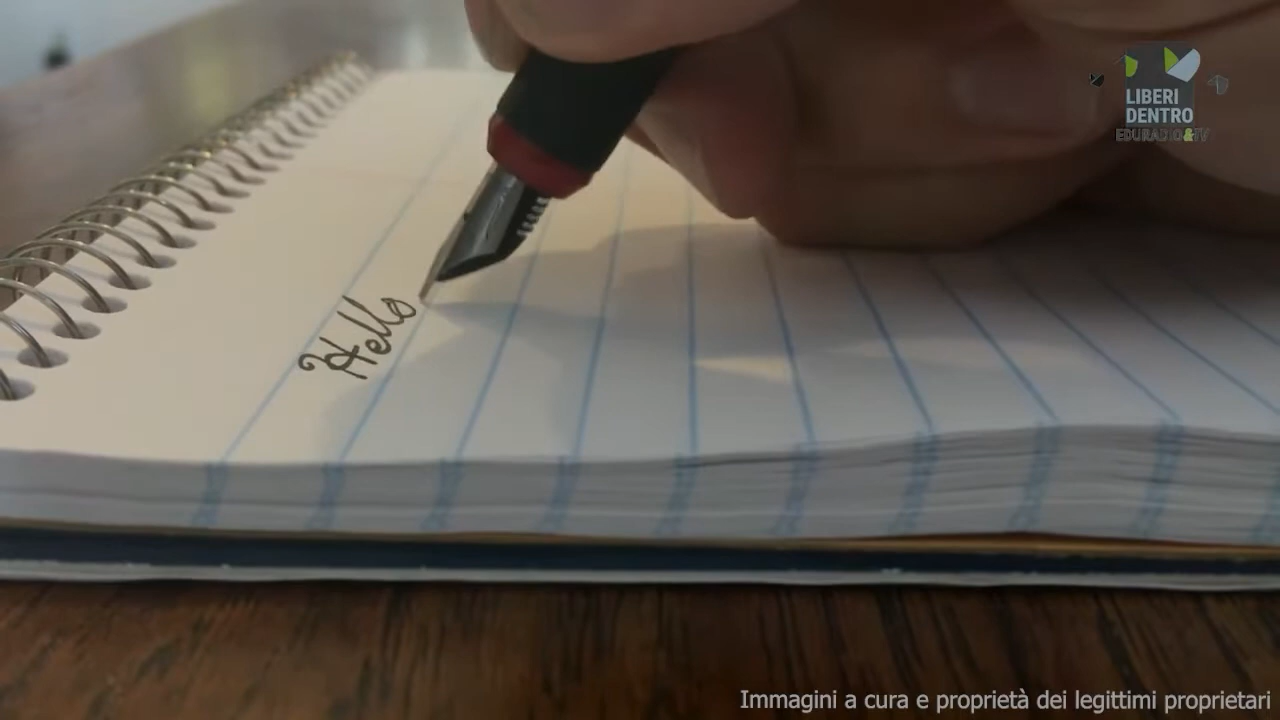 LIBERI
DENTRO
EDURADIO&TV
Hello
Immagini a cura e proprietà dei legittimi proprietari